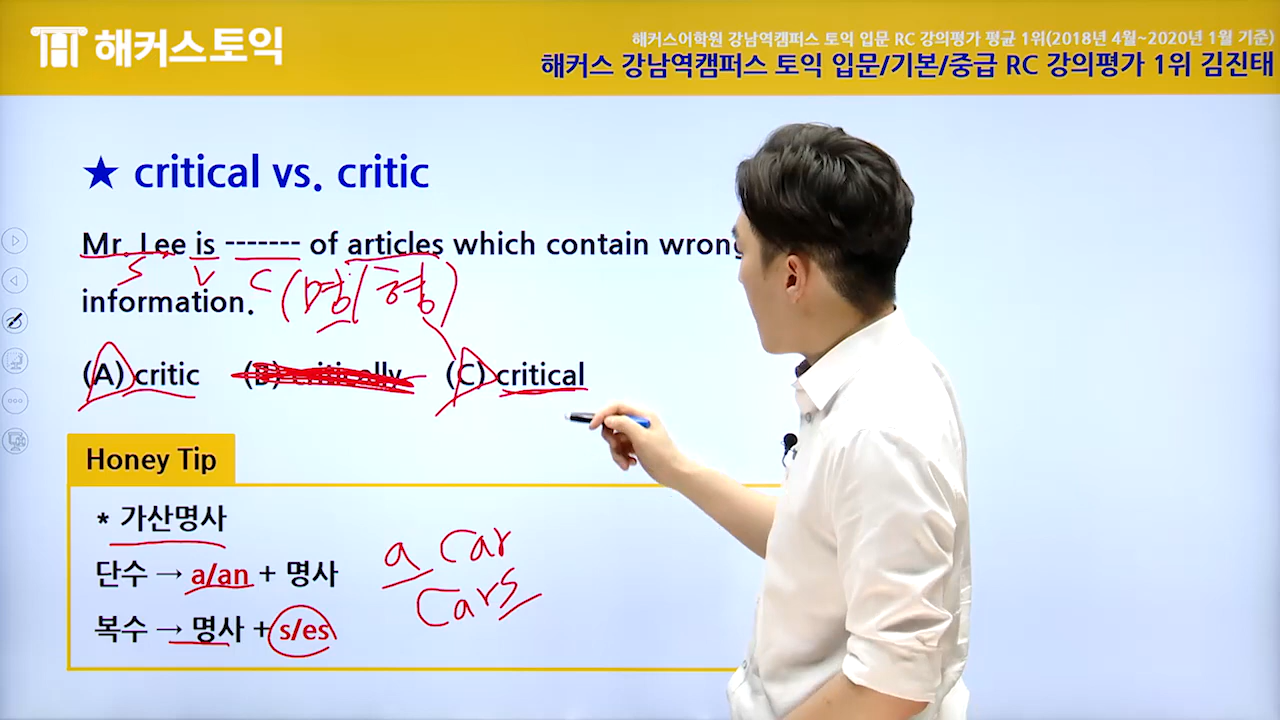 해커스토익
해커스어학원 강남역캠퍼스 토익 입문 RC 강의평가 평균 1위(2018년 4월~2020년 1월 기준)
해커스 강남역캠퍼스 토익 입문/기본/중급 RC 강의평가 1위 김진태
★ critical vs. critic
Mr. Lee is ------- of articles which contain wrong
S V C (명/형)
information.
(A) critic (B) critically (C) critical
Honey Tip
* 가산명사
단수 → a/an + 명사
복수 → 명사 + s/es
a car
cars